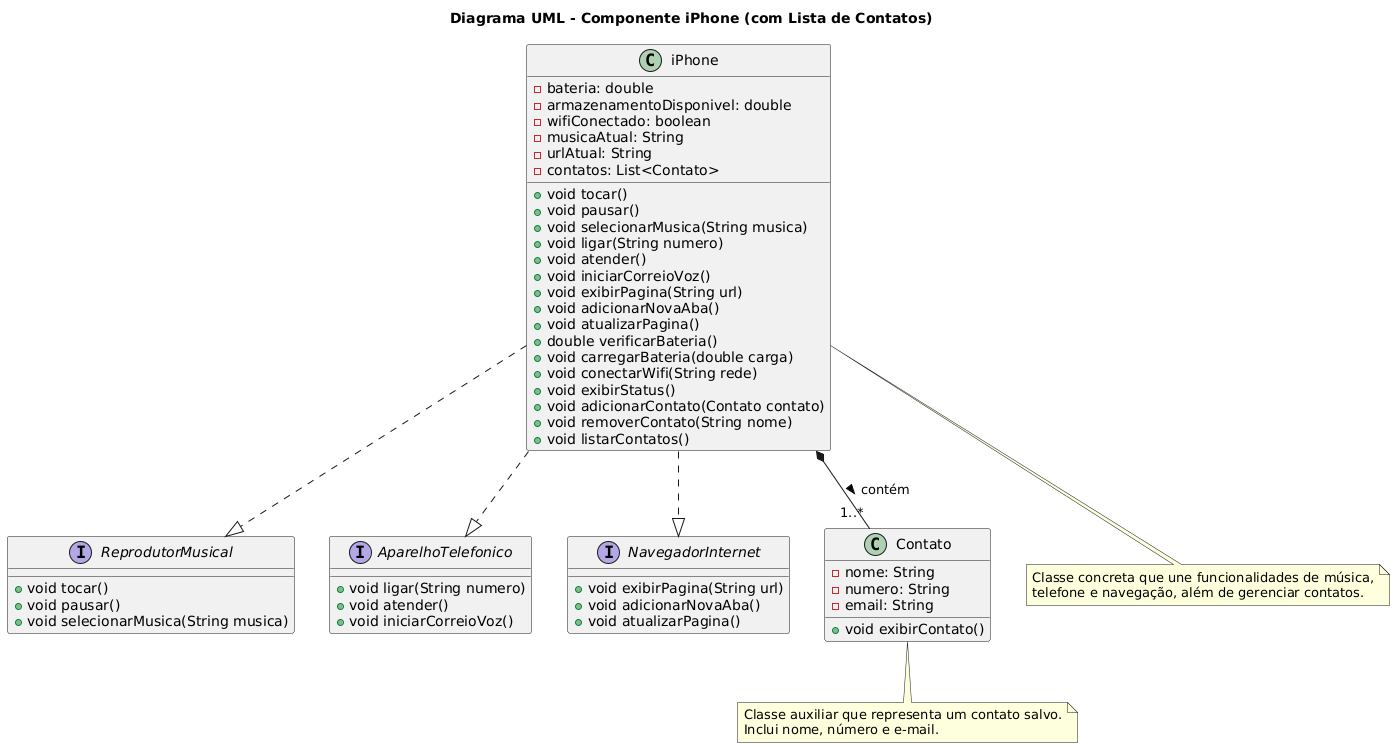 Diagrama UML - Componente iPhone (com Lista de Contatos)
C iPhone
bateria: double
armazenamentoDisponivel: double
wifiConectado: boolean
musicaAtual: String
urlAtual: String
contatos: List<Contato>
void tocar()
void pausar()
void selecionarMusica(String musica)
void ligar(String numero)
void atender()
void iniciarCorreioVoz()
void exibirPagina(String url)
void adicionarNovaAba()
void atualizarPagina()
double verificarBateria()
void carregarBateria(double carga)
void conectarWifi(String rede)
void exibirStatus()
void adicionarContato(Contato contato)
void removerContato(String nome)
void listarContatos()
contém
1..*
I ReprodutorMusical
void tocar()
void pausar()
void selecionarMusica(String musica)
I AparelhoTelefonico
void ligar(String numero)
void atender()
void iniciarCorreioVoz()
I NavegadorInternet
void exibirPagina(String url)
void adicionarNovaAba()
void atualizarPagina()
C Contato
nome: String
numero: String
email: String
void exibirContato()
Classe concreta que une funcionalidades de música,
telefone e navegação, além de gerenciar contatos.
Classe auxiliar que representa um contato salvo.
Inclui nome, número e e-mail.